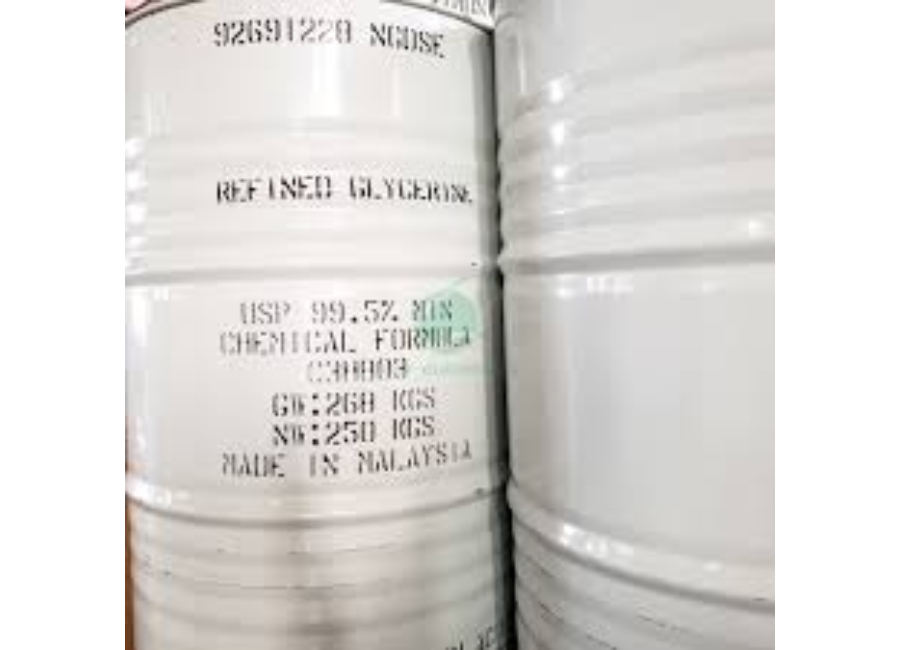 92691228 NGDSE
REFINED GLYCERINE
USP 99.5% MIN
CHEMICAL FORMULA
C3H8O3
GW:268 KGS
NW:250 KGS
MADE IN MALAYSIA